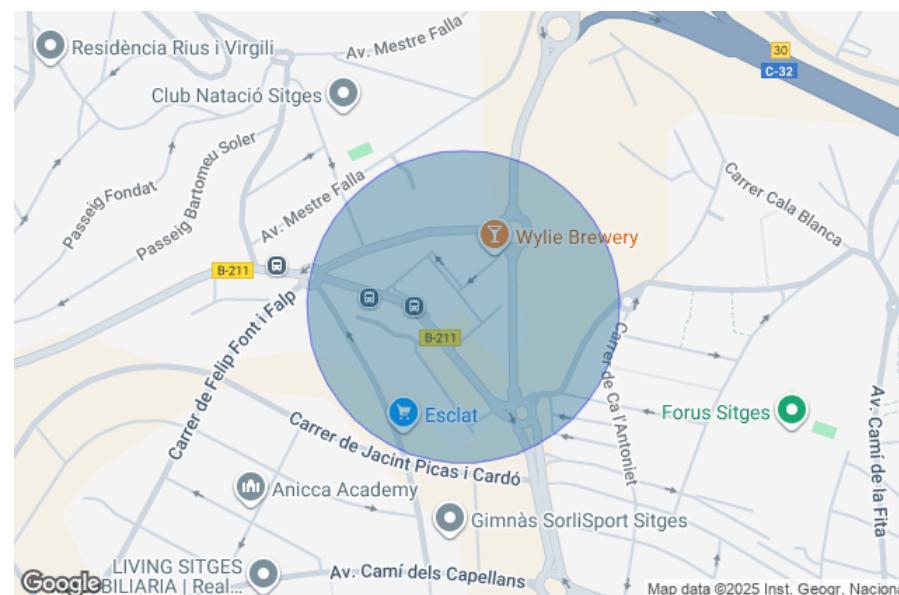 Av. Mestre Falla
Residència Rius i Virgili
30
C-32
Club Natació Sitges
Passeig Bartomeu Soler
Passeig Fondat
Av. Mestre Falla
Carrer Cala Blanca
Wylie Brewery
B-211
B-211
Carrer de Felip Font i Falp
Carrer de Ca l'Antoniet
Esclat
Forus Sitges
Av. Camí de la Fita
Carrer de Jacint Picas i Cardó
Anicca Academy
Gimnàs SorliSport Sitges
LIVING SITGES
BILIARIA | Real...
Av. Camí dels Capellans
Google
Map data ©2025 Inst. Geogr. Naciona